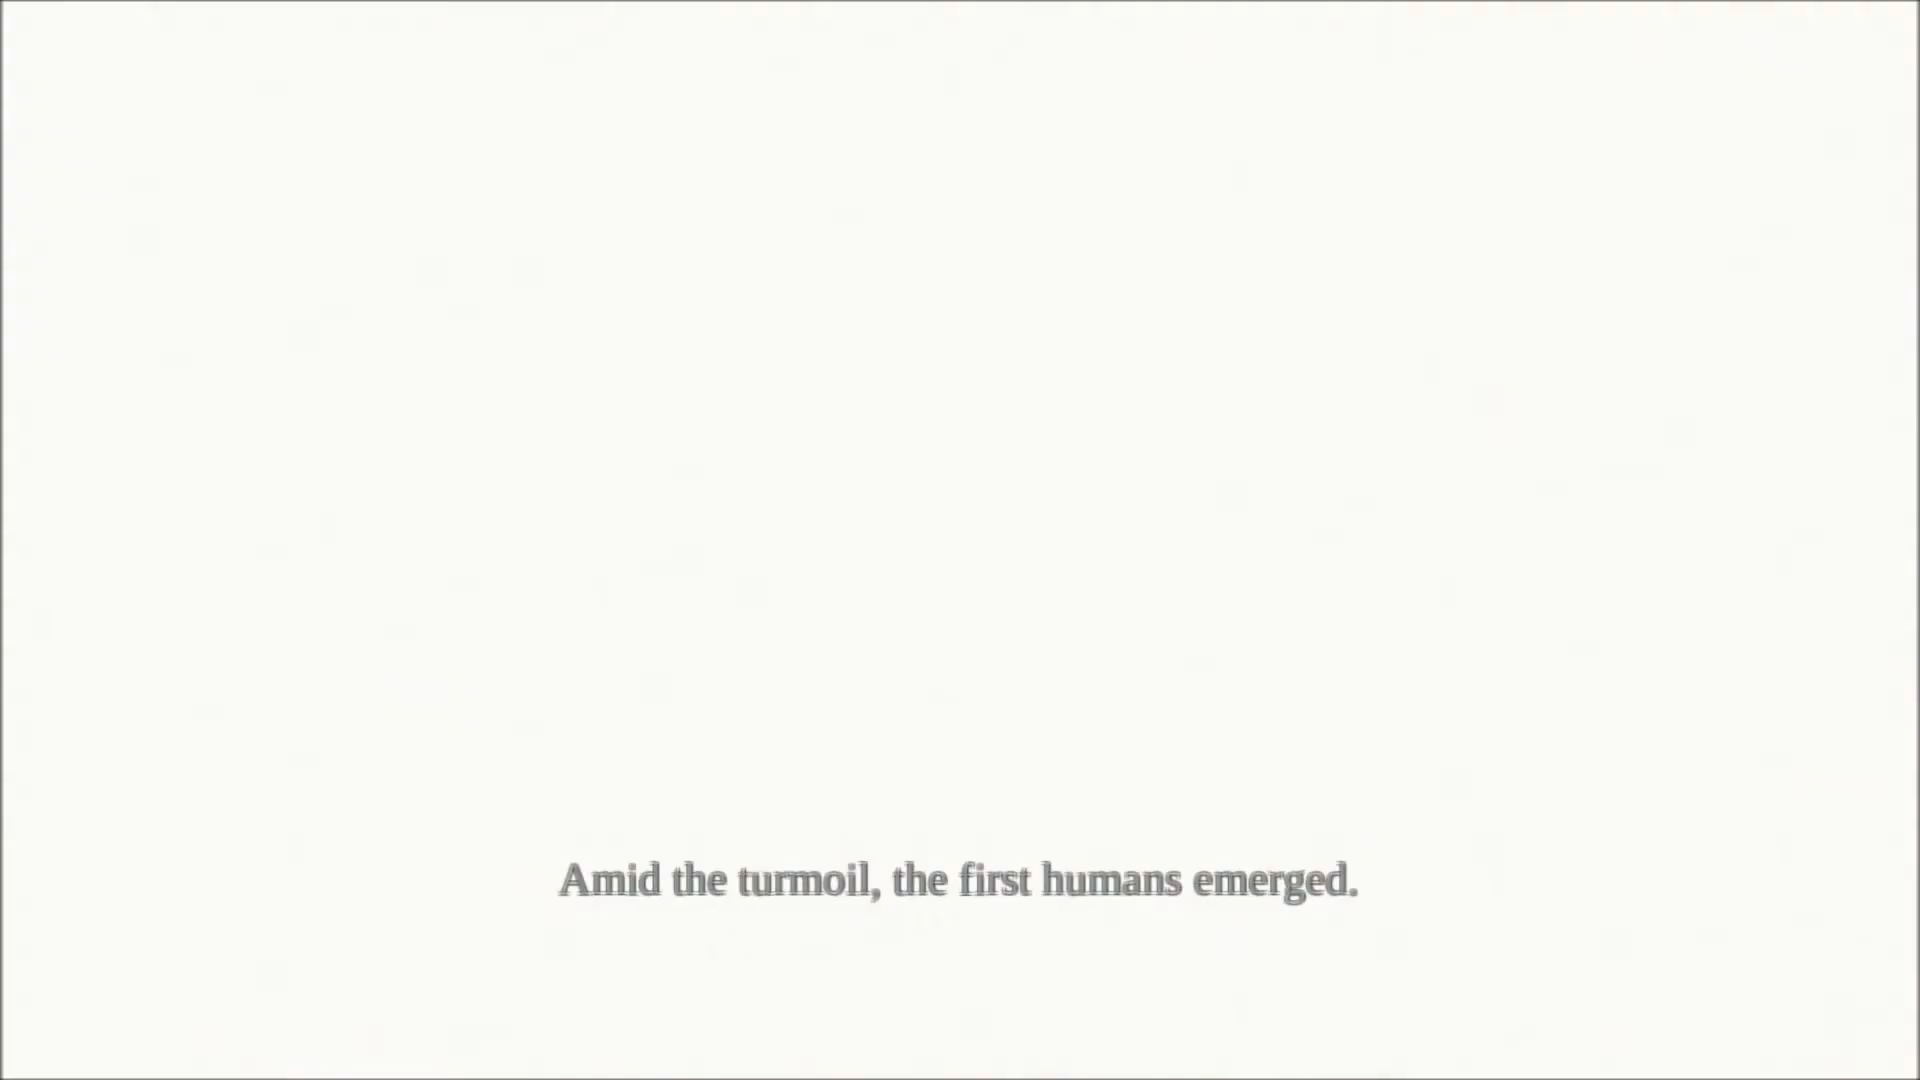 Amid the turmoil, the first humans emerged.